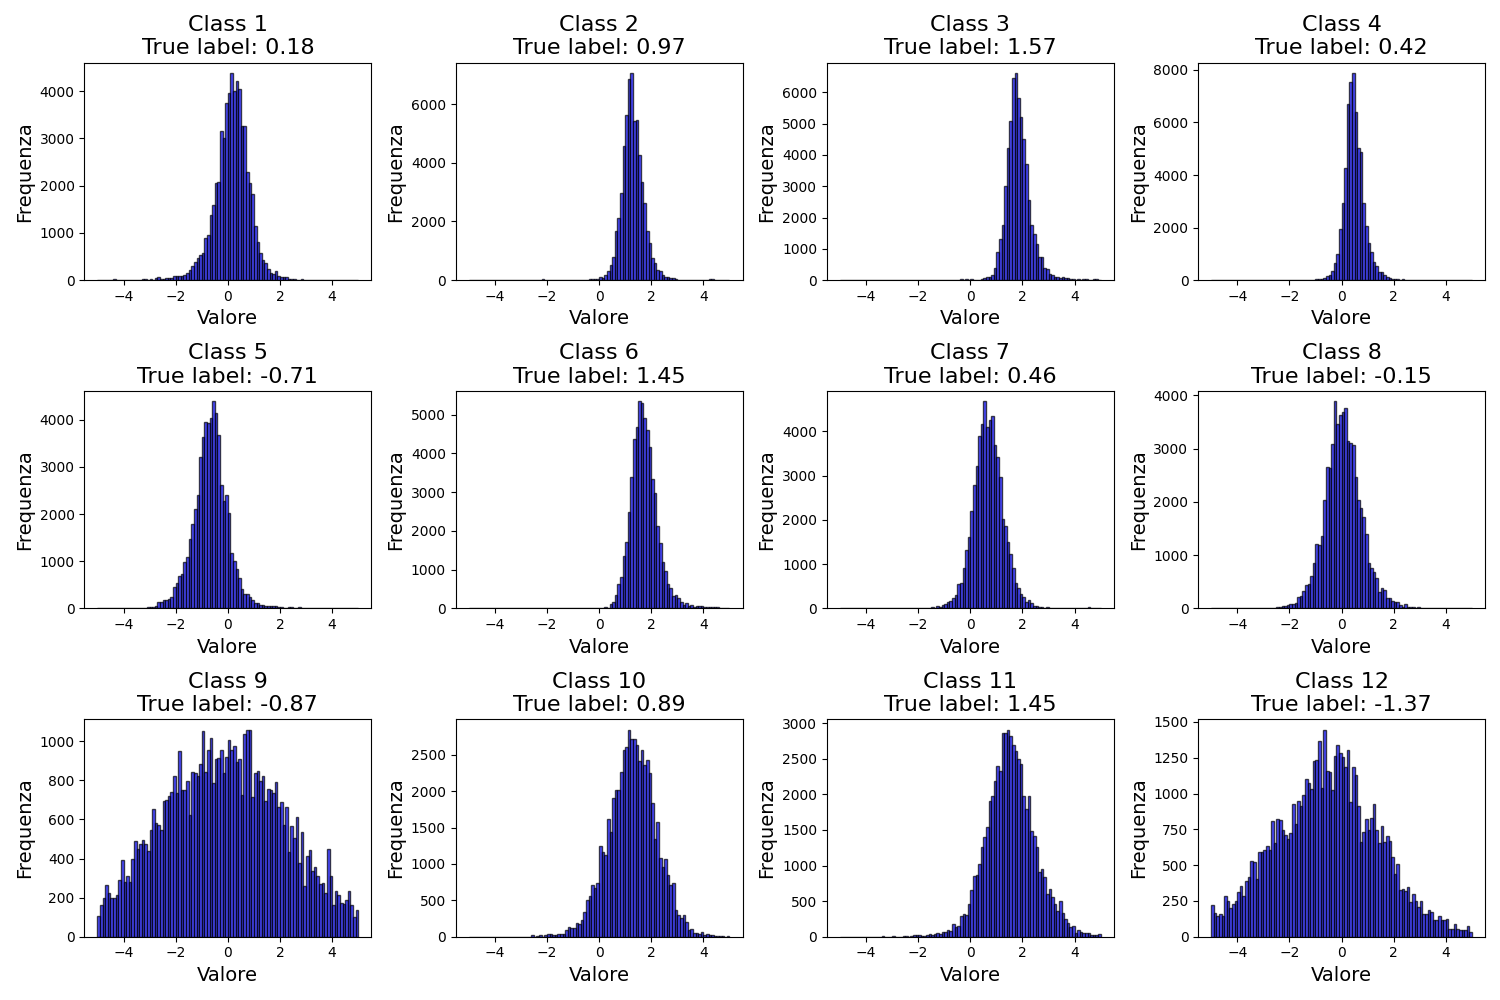 Class 1
True label: 0.18
Class 2
True label: 0.97
Class 3
True label: 1.57
Class 4
True label: 0.42
Frequenza
4000
3000
2000
1000
0
−4 −2 0 2 4
Valore
Frequenza
6000
4000
2000
0
−4 −2 0 2 4
Valore
Frequenza
6000
5000
4000
3000
2000
1000
0
−4 −2 0 2 4
Valore
Frequenza
8000
6000
4000
2000
0
−4 −2 0 2 4
Valore
Class 5
True label: -0.71
Class 6
True label: 1.45
Class 7
True label: 0.46
Class 8
True label: -0.15
Frequenza
4000
3000
2000
1000
0
−4 −2 0 2 4
Valore
Frequenza
5000
4000
3000
2000
1000
0
−4 −2 0 2 4
Valore
Frequenza
4000
3000
2000
1000
0
−4 −2 0 2 4
Valore
Frequenza
4000
3000
2000
1000
0
−4 −2 0 2 4
Valore
Class 9
True label: -0.87
Class 10
True label: 0.89
Class 11
True label: 1.45
Class 12
True label: -1.37
Frequenza
1000
800
600
400
200
0
−4 −2 0 2 4
Valore
Frequenza
2500
2000
1500
1000
500
0
−4 −2 0 2 4
Valore
Frequenza
3000
2500
2000
1500
1000
500
0
−4 −2 0 2 4
Valore
Frequenza
1500
1250
1000
750
500
250
0
−4 −2 0 2 4
Valore